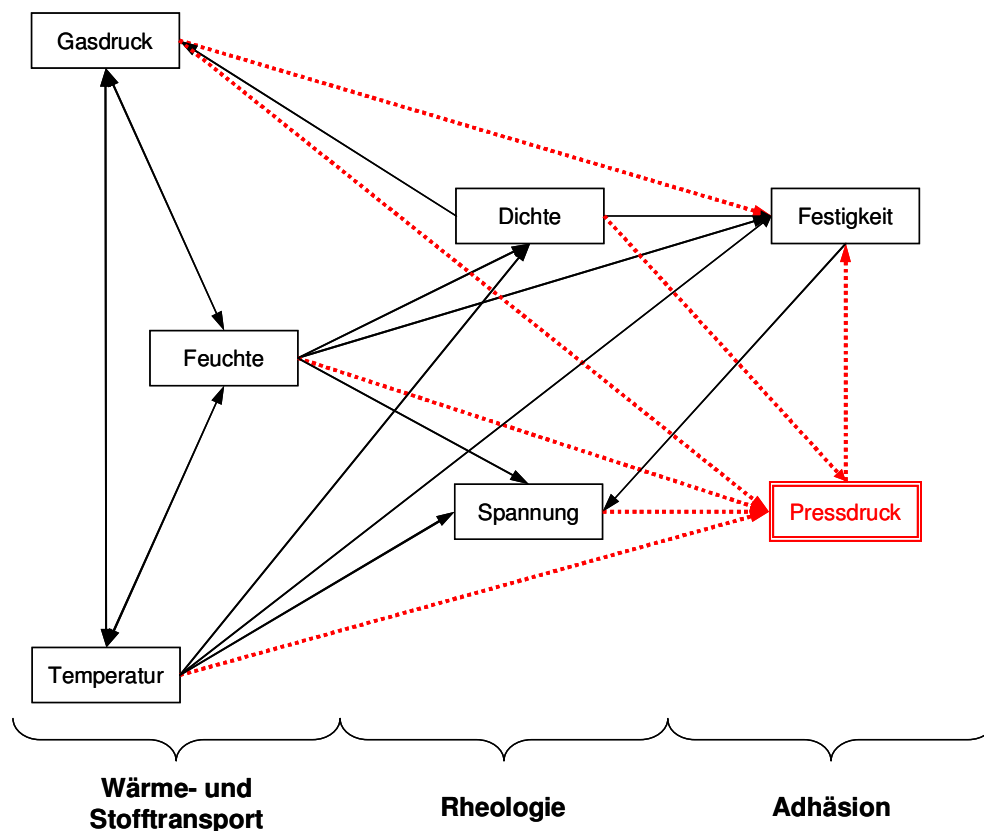 Gasdruck
Dichte
Festigkeit
Feuchte
Spannung
Pressdruck
Temperatur
Wärme- und
Stofftransport
Rheologie
Adhäsion